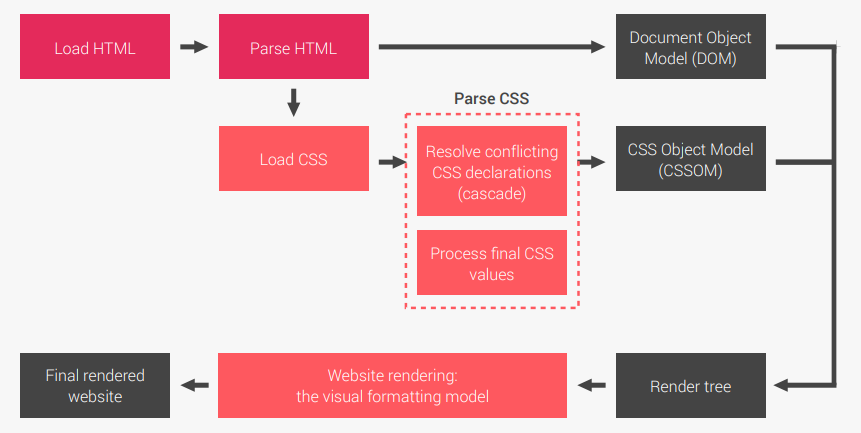 Load HTML
Parse HTML
Document Object
Model (DOM)
Parse CSS
Load CSS
Resolve conflicting
CSS declarations
(cascade)
CSS Object Model
(CSSOM)
Process final CSS
values
Final rendered
website
Website rendering:
the visual formatting model
Render tree